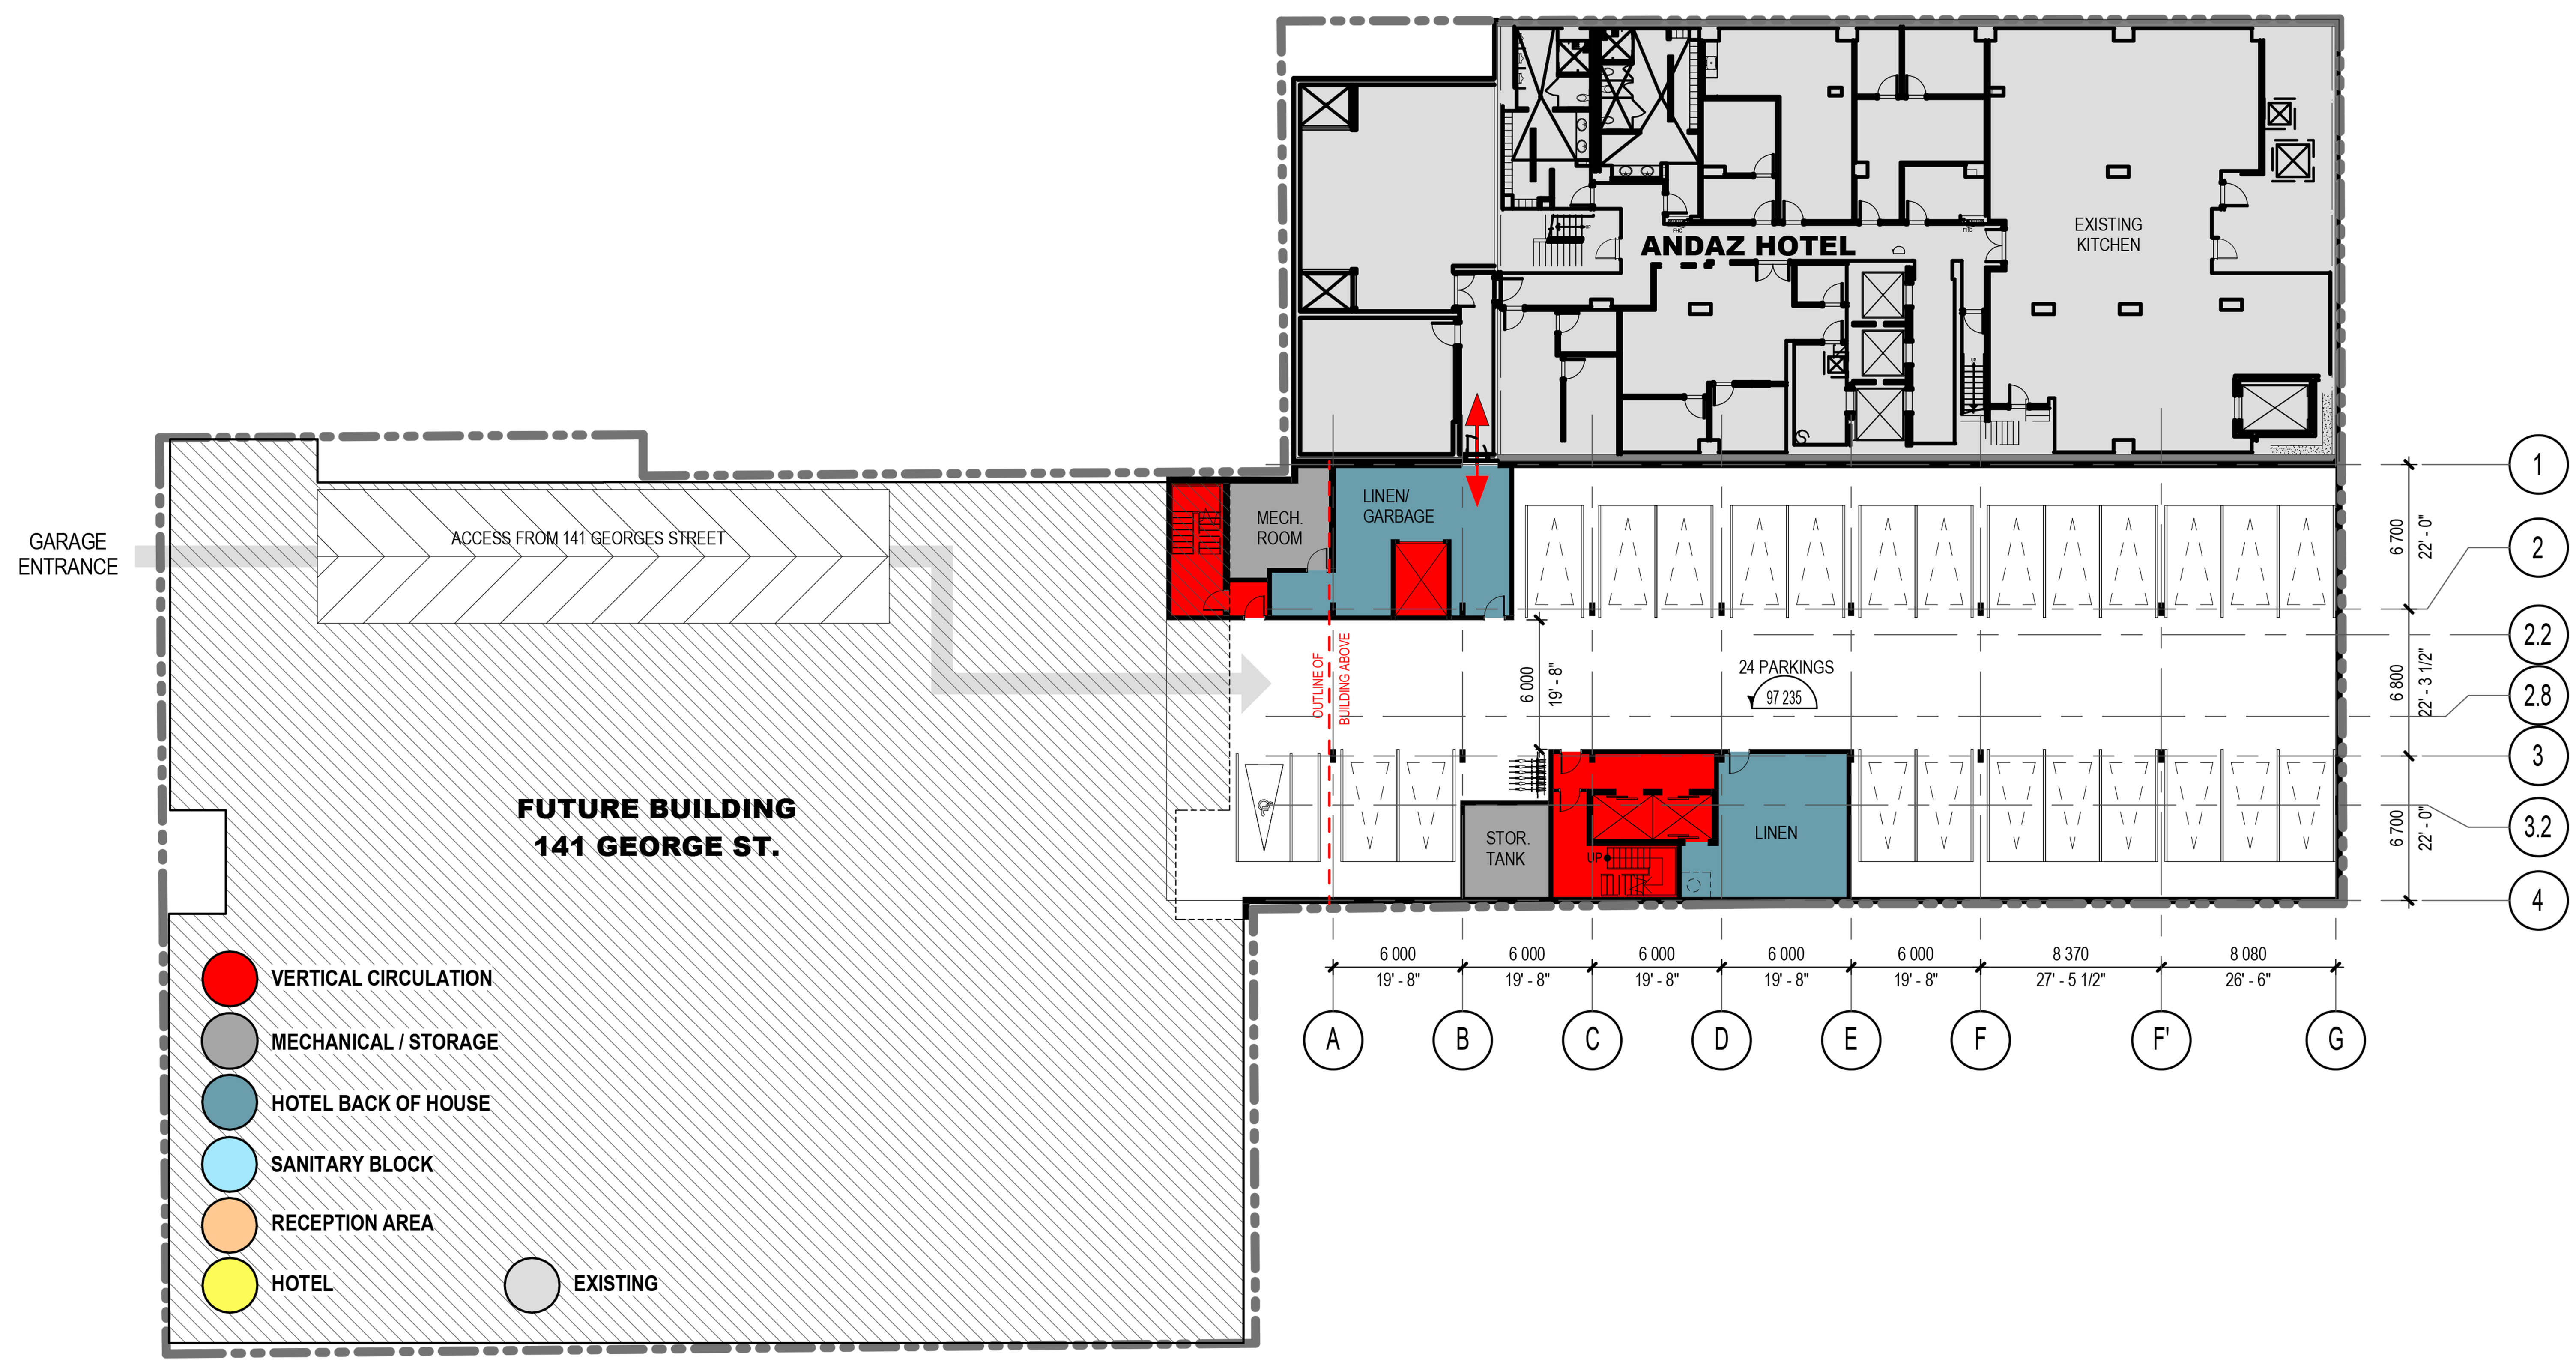 EXISTING
KITCHEN
ANDAZ HOTEL
FHC
FHC
GARAGE
ENTRANCE
ACCESS FROM 141 GEORGES STREET
MECH.
ROOM
LINEN/
GARBAGE
OUTLINE OF
BUILDING ABOVE
6 000
19' - 8"
24 PARKINGS
97 235
STOR.
TANK
UP
LINEN
FUTURE BUILDING
141 GEORGE ST.
6 700
22' - 0"
6 800
22' - 3 1/2"
6 700
22' - 0"
1
2
2.2
2.8
3
3.2
4
6 000
19' - 8"
6 000
19' - 8"
6 000
19' - 8"
6 000
19' - 8"
6 000
19' - 8"
8 370
27' - 5 1/2"
8 080
26' - 6"
A
B
C
D
E
F
F'
G
VERTICAL CIRCULATION
MECHANICAL / STORAGE
HOTEL BACK OF HOUSE
SANITARY BLOCK
RECEPTION AREA
HOTEL
EXISTING